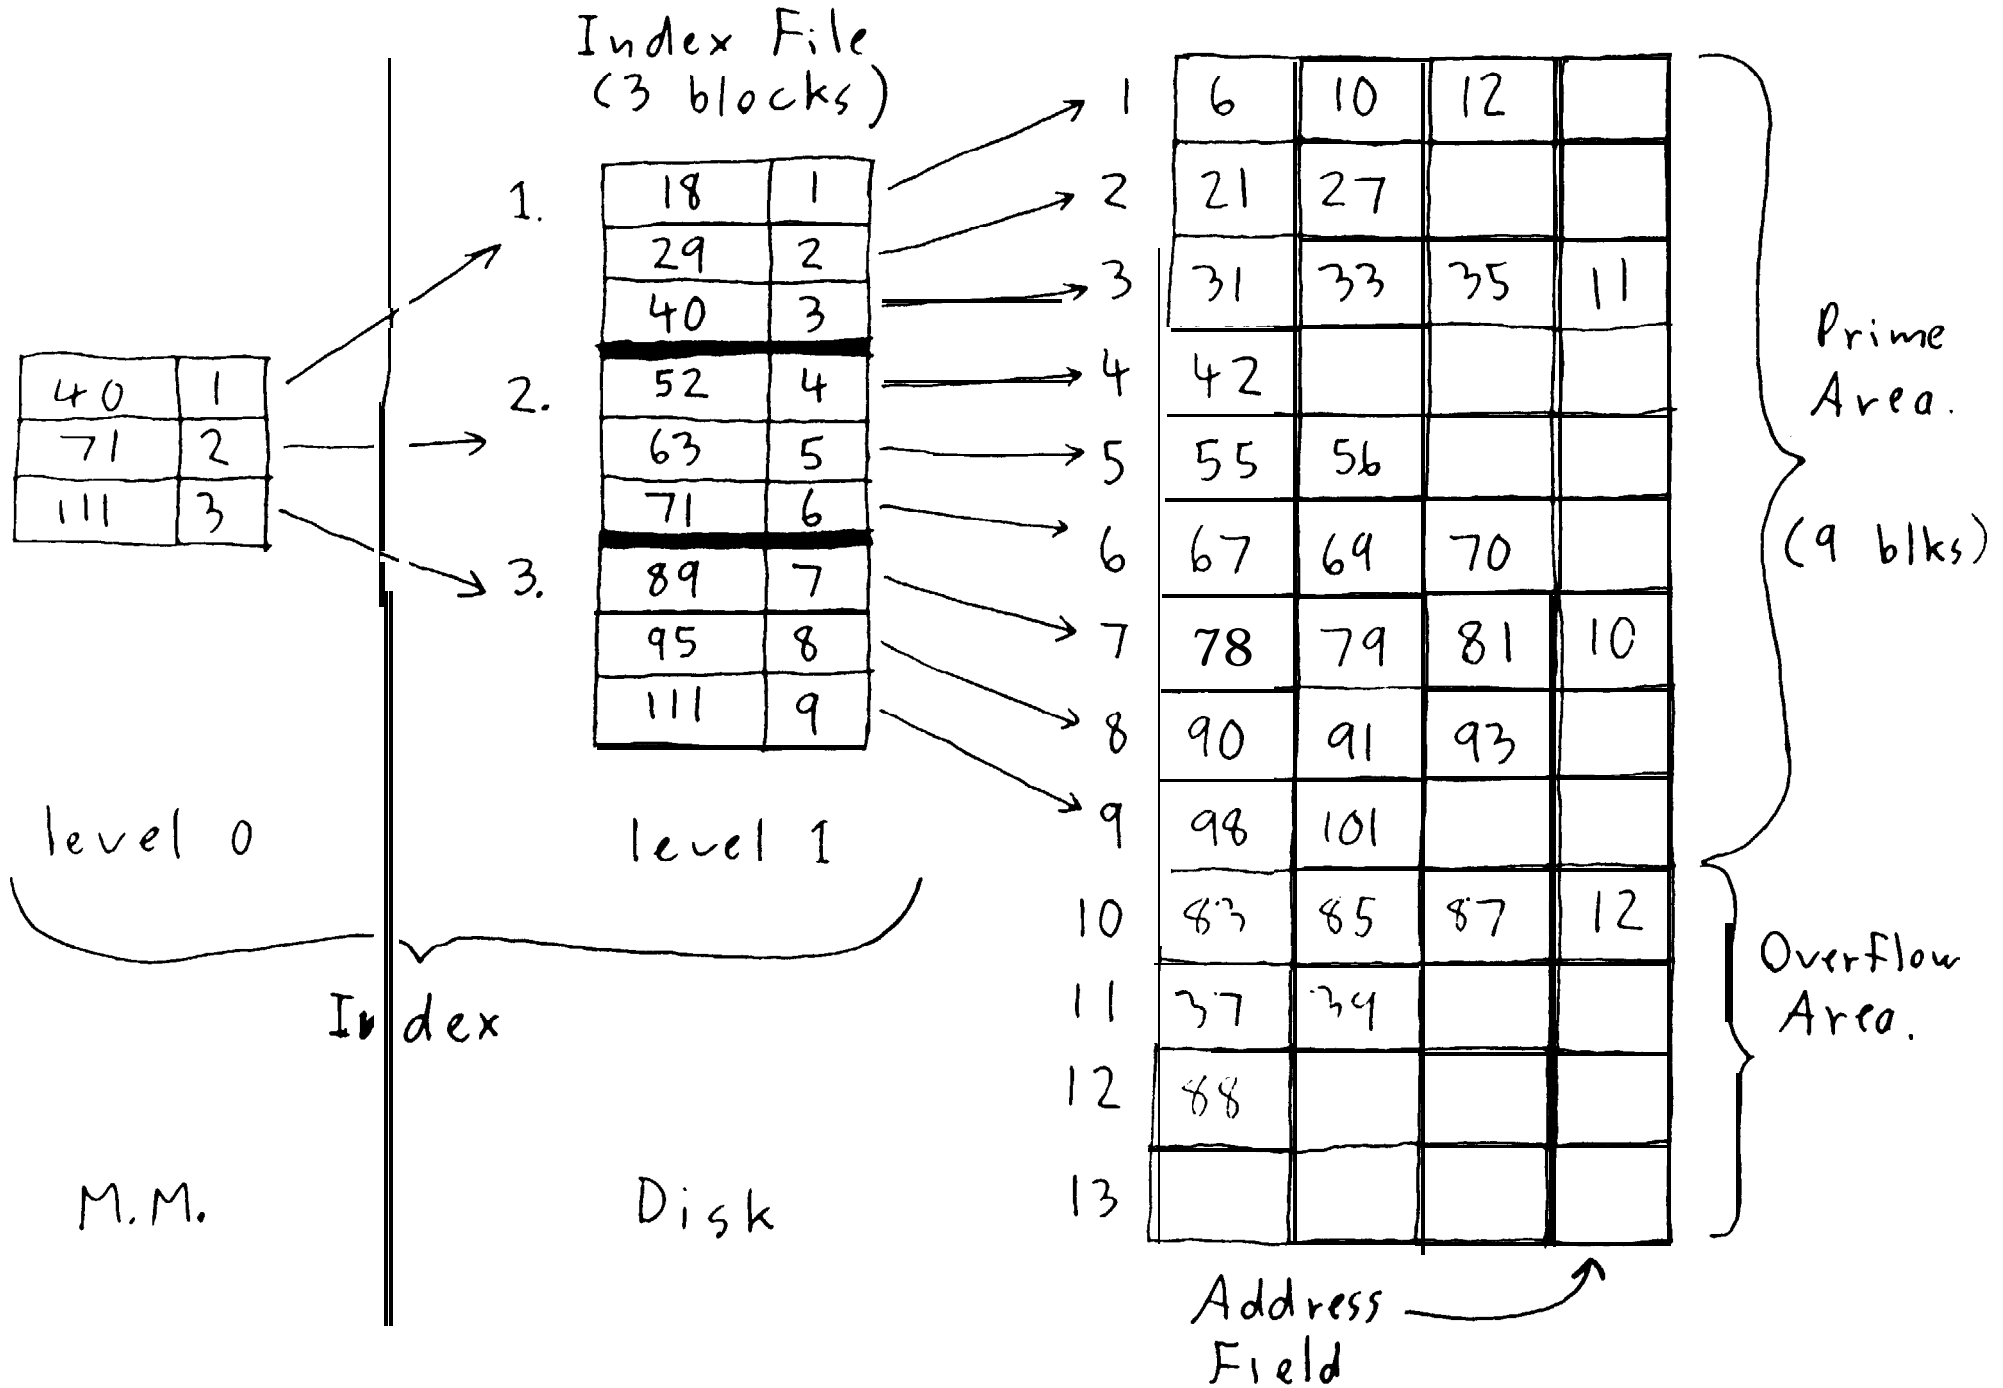 Index File
(3 blocks)
40 1
71 2
111 3
1.
18 1
29 2
40 3
2.
52 4
63 5
71 6
3.
89 7
95 8
111 9
1 6 10 12
2 21 27
3 31 33 35 11
4 42
5 55 56
6 67 69 70
7 78 79 81 10
8 90 91 93
9 98 101
10 83 85 87 12
11 37 39
12 88
13
Prime
Area.
(9 blks)
Overflow
Area.
level 0
level 1
Index
M.M.
Disk
Address
Field